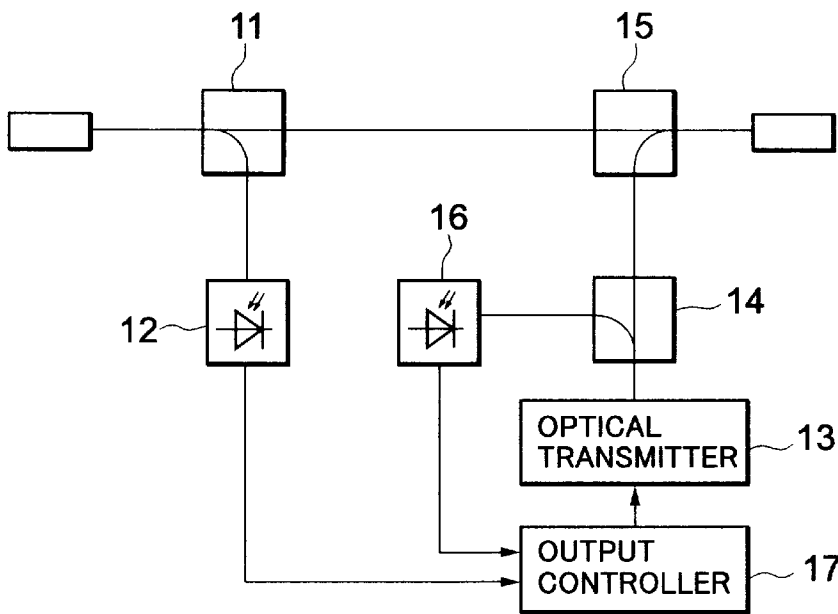 11
15
16
12
14
OPTICAL
TRANSMITTER
13
OUTPUT
CONTROLLER
17